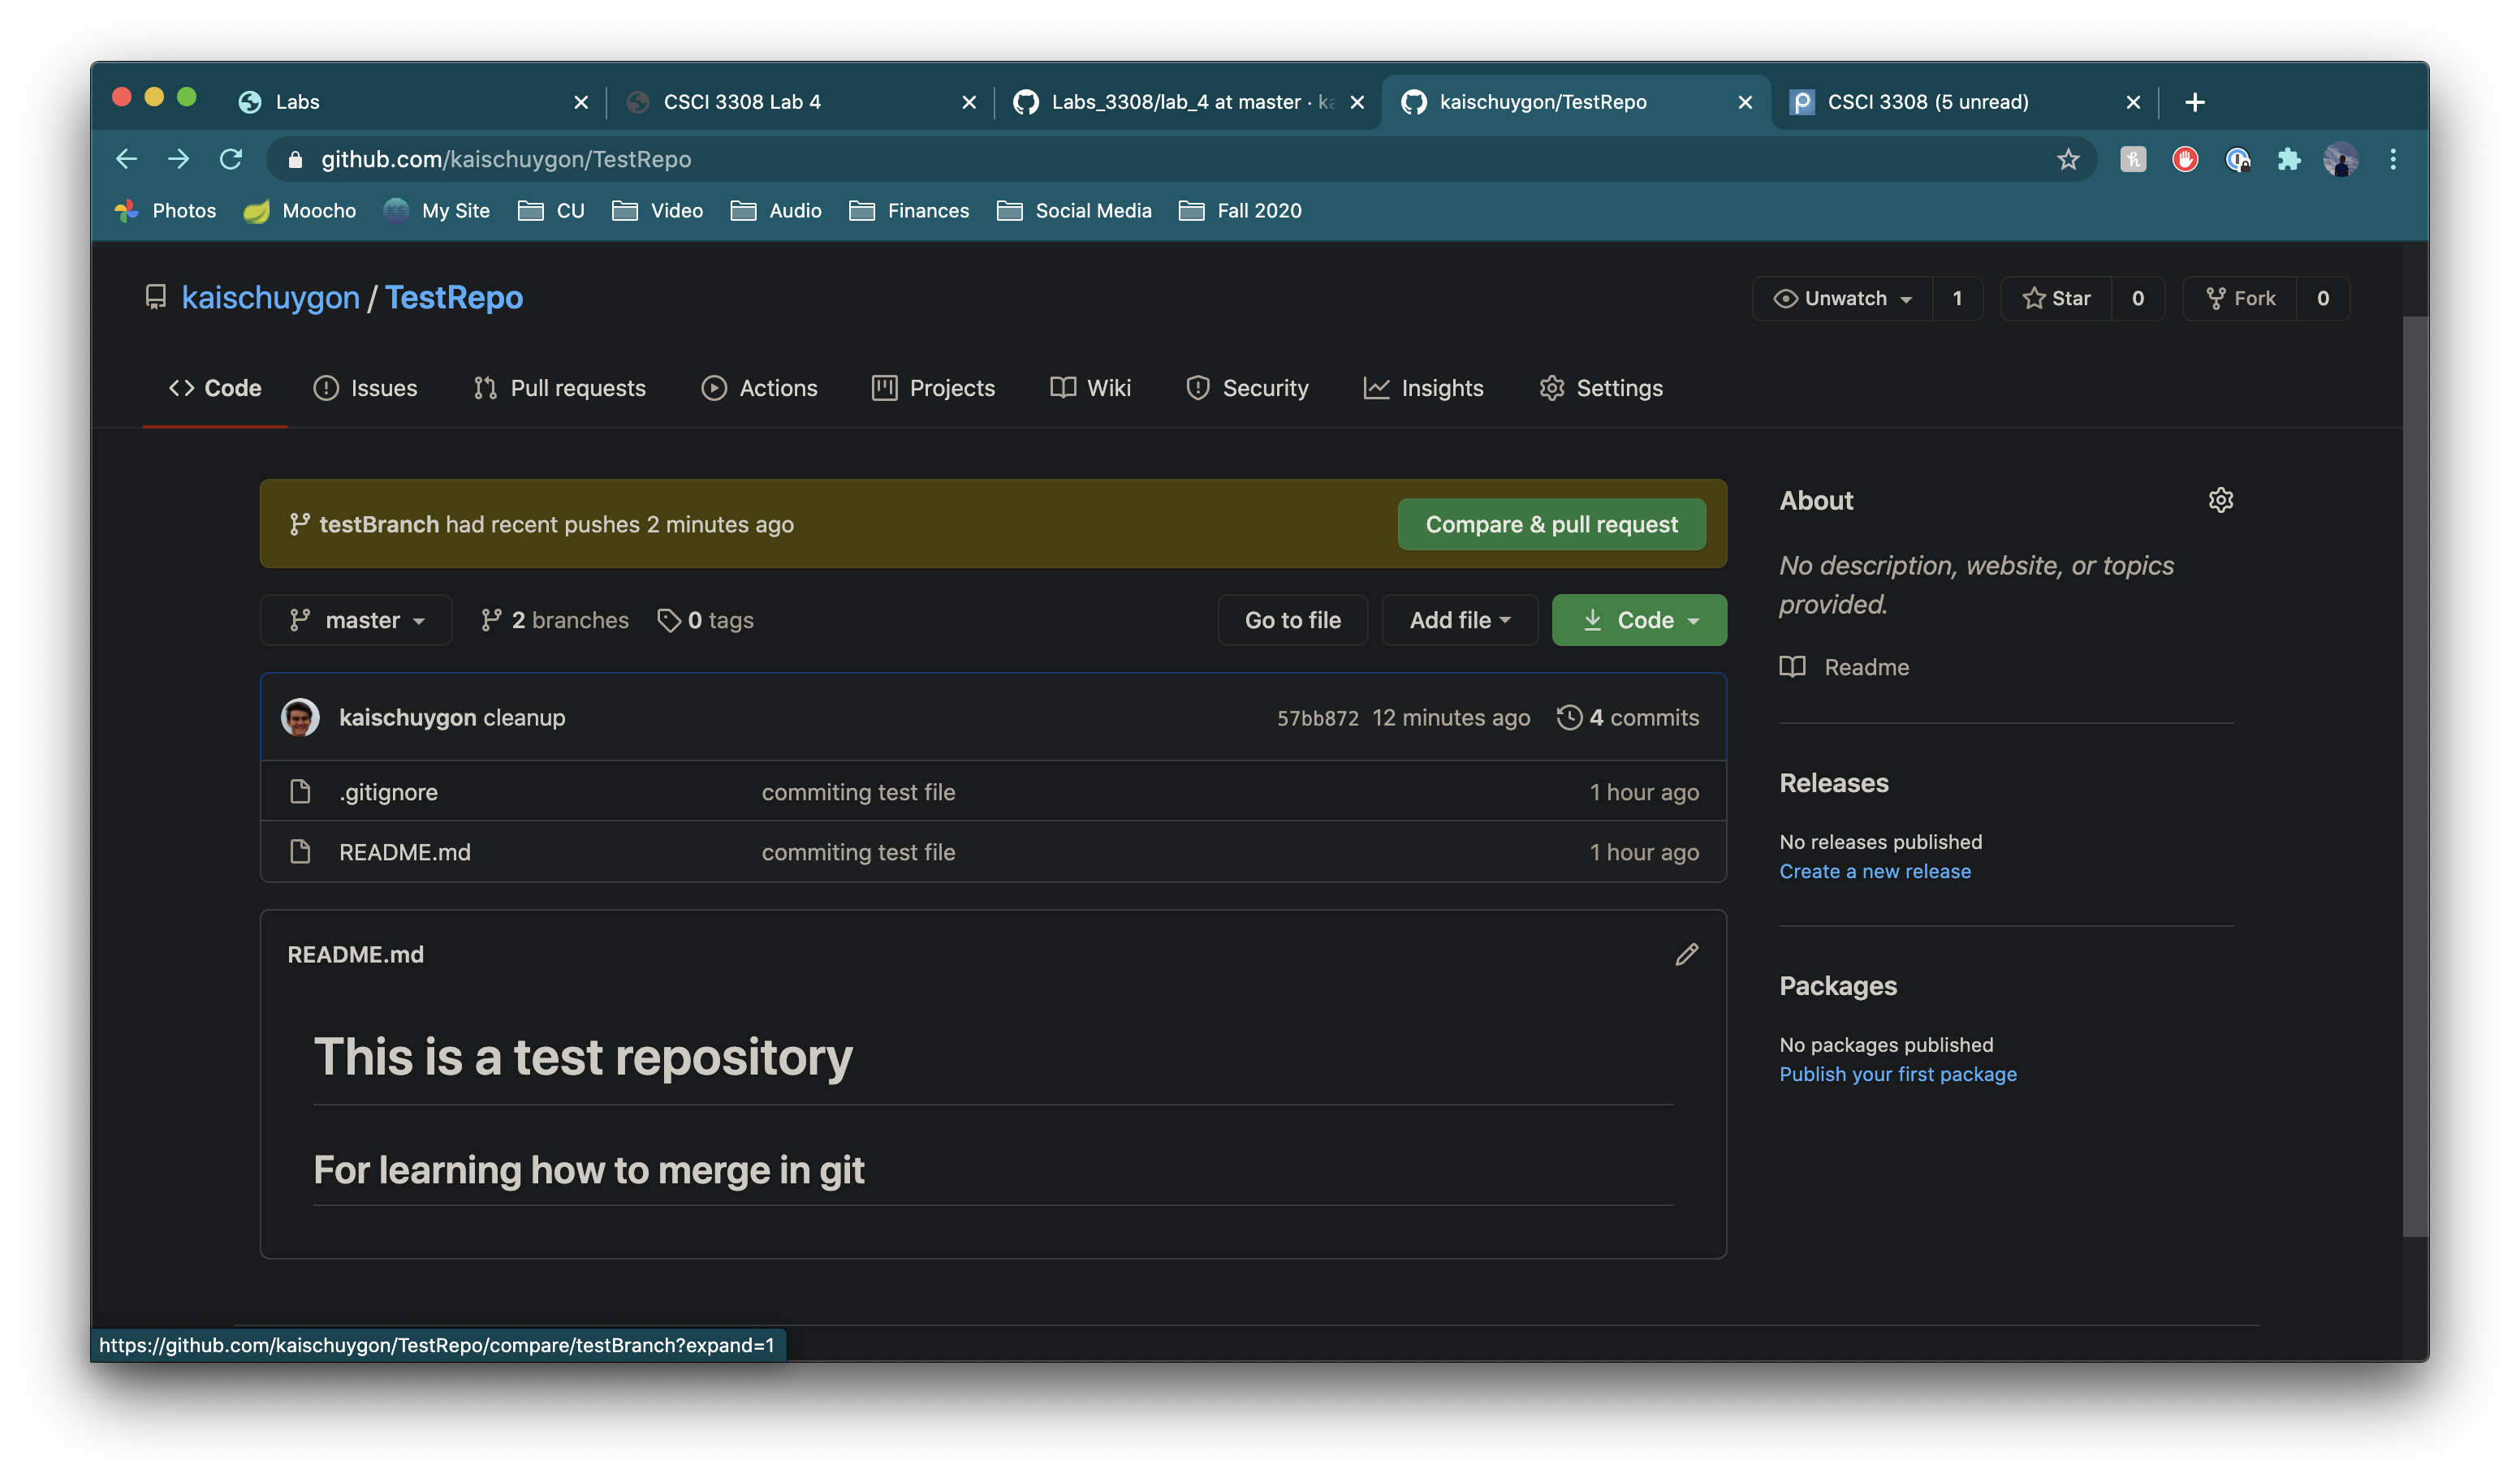 Labs
CSCI 3308 Lab 4
Labs_3308/lab_4 at master · ka
kaischuygon/TestRepo
CSCI 3308 (5 unread)
github.com/kaischuygon/TestRepo
Photos Moocho My Site CU Video Audio Finances Social Media Fall 2020
kaischuygon / TestRepo
Unwatch 1 Star 0 Fork 0
Code Issues Pull requests Actions Projects Wiki Security Insights Settings
testBranch had recent pushes 2 minutes ago
Compare & pull request
master 2 branches 0 tags
Go to file Add file Code
kaischuygon cleanup 57bb872 12 minutes ago 4 commits
.gitignore commiting test file 1 hour ago
README.md commiting test file 1 hour ago
README.md
This is a test repository
For learning how to merge in git
About
No description, website, or topics
provided.
Readme
Releases
No releases published
Create a new release
Packages
No packages published
Publish your first package
https://github.com/kaischuygon/TestRepo/compare/testBranch?expand=1